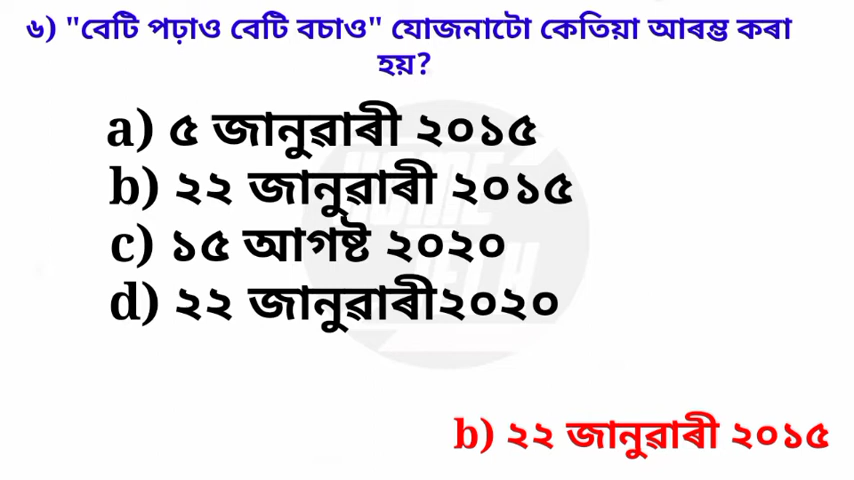 ৬) "বেটি পঢ়াও বেটি বচাও" যোজনাটো কেতিয়া আৰম্ভ কৰা
হয়?
a) ৫ জানুৱাৰী ২০১৫
b) ২২ জানুৱাৰী ২০১৫
c) ১৫ আগষ্ট ২০২০
d) ২২ জানুৱাৰী২০২০
b) ২২ জানুৱাৰী ২০১৫